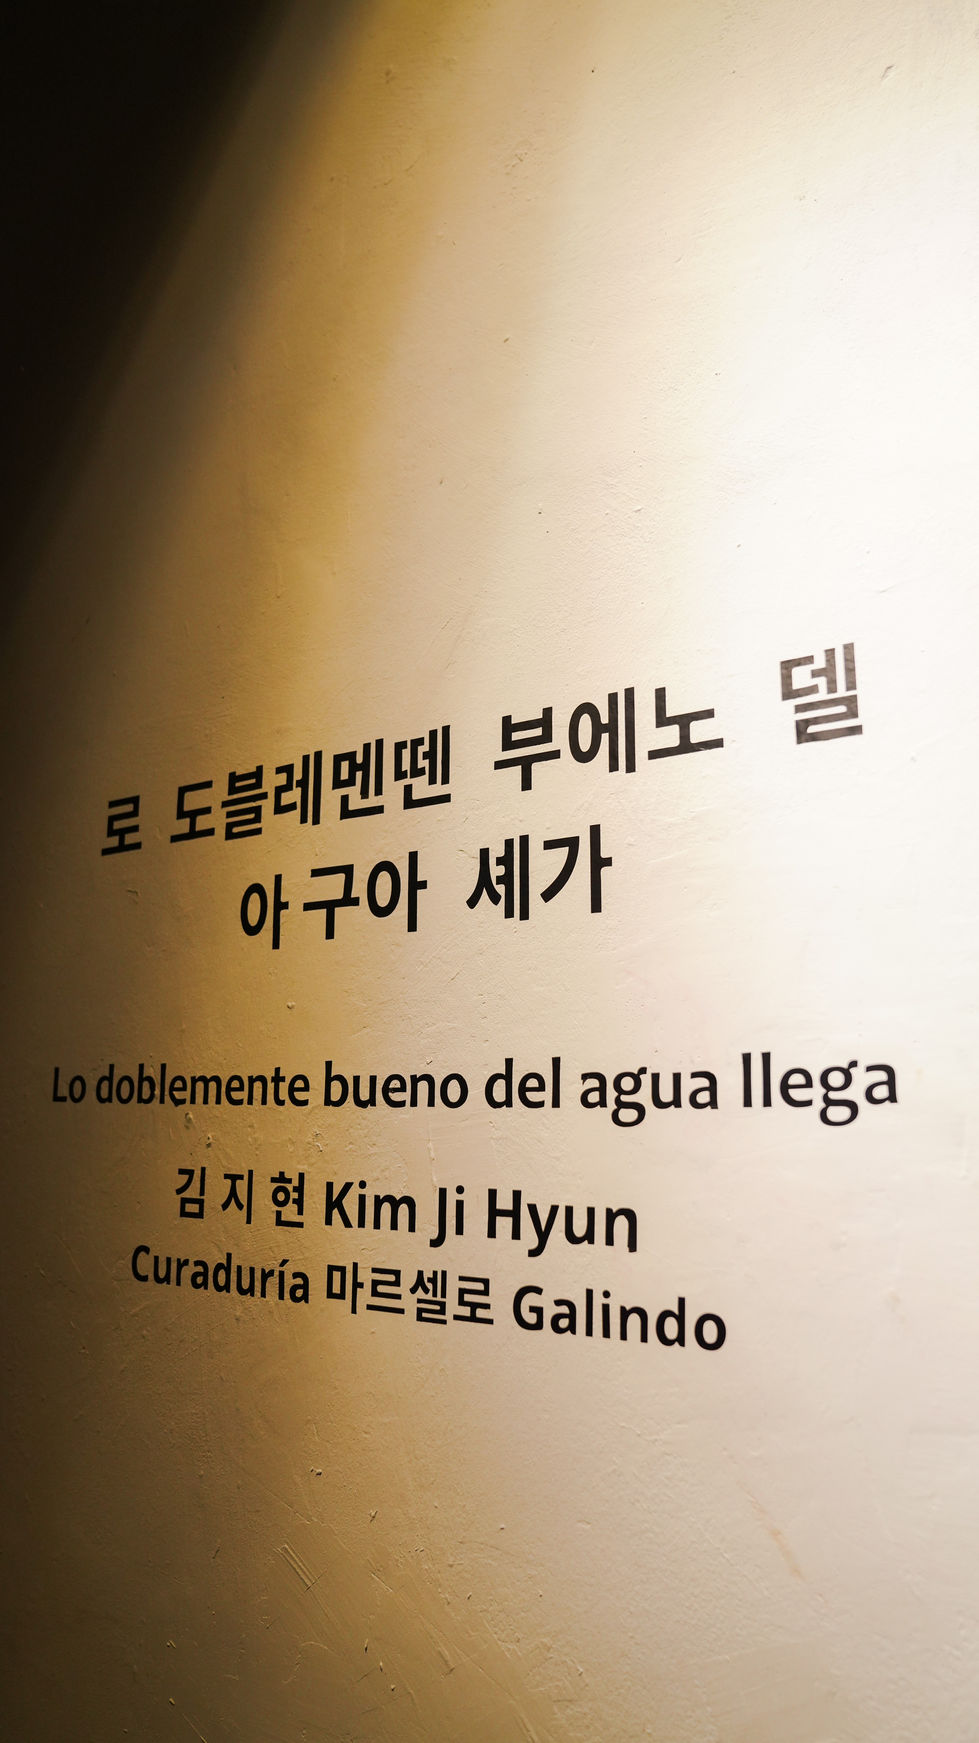 로 도블레멘떼 부에노 델
아구아 셰가
Lo doblemente bueno del agua llega
김 지 현 Kim Ji Hyun
Curaduría 마르셀로 Galindo